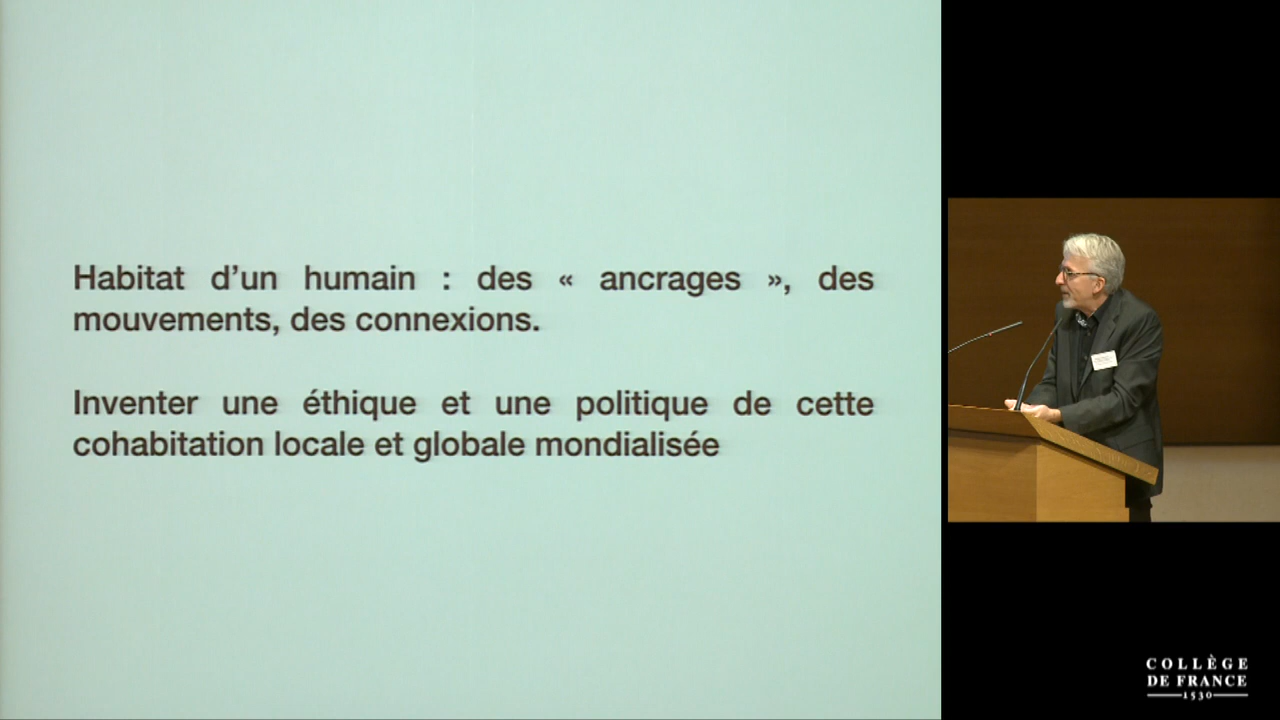 Habitat d’un humain : des « ancrages », des
mouvements, des connexions.
Inventer une éthique et une politique de cette
cohabitation locale et globale mondialisée
COLLÈGE
DE FRANCE
1530